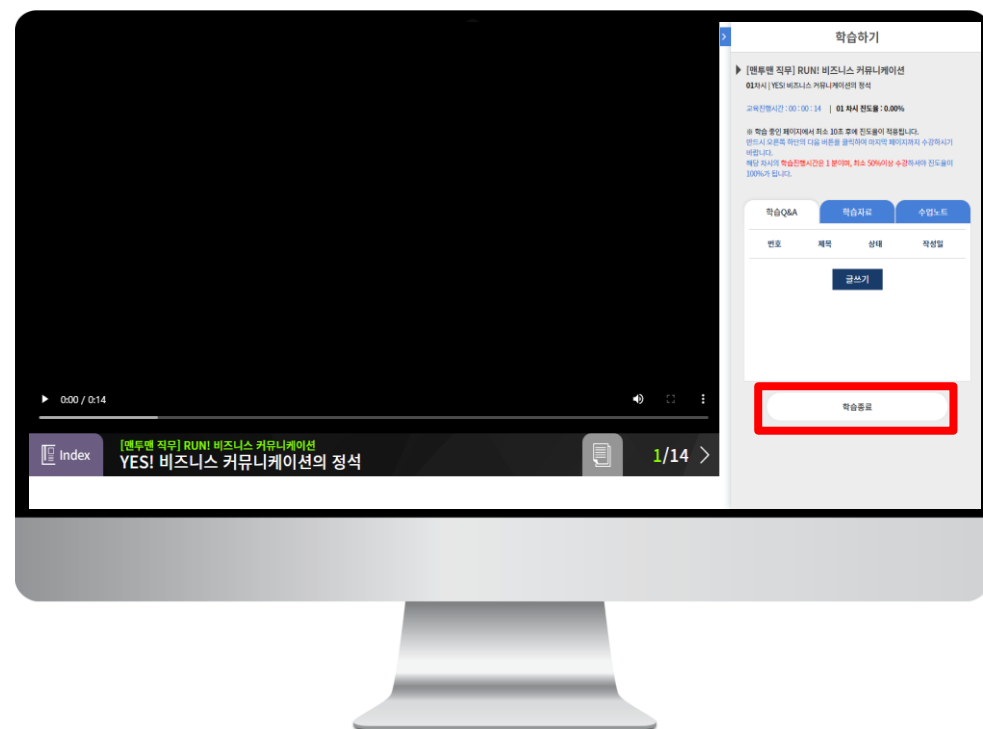 학습하기
[맨투맨 직무] RUN! 비즈니스 커뮤니케이션
01차시 | YES! 비즈니스 커뮤니케이션의 정석
교육진행시간 : 00 : 00 : 14 | 01 차시 진도율 : 0.00%
※ 학습 중인 페이지에서 최소 10초 후에 진도율이 적용됩니다.
반드시 오른쪽 하단의 다음 버튼을 클릭하여 마지막 페이지까지 수강하시기
바랍니다.
해당 차시의 학습진행시간은 1 분이며, 최소 50%이상 수강하셔야 진도율이
100%가 됩니다.
학습Q&A 학습자료 수업노트
번호 제목 상태 작성일
글쓰기
학습종료
0:00 / 0:14
Index
[맨투맨 직무] RUN! 비즈니스 커뮤니케이션
YES! 비즈니스 커뮤니케이션의 정석
1/14